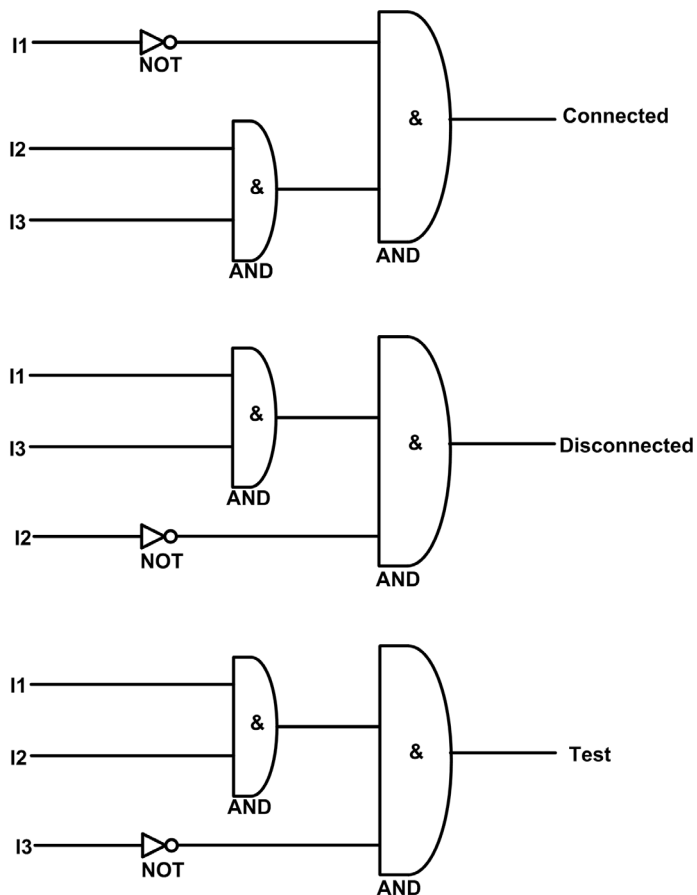 I1
NOT
&
Connected
I2
&
I3
AND
AND
I1
&
&
Disconnected
I3
AND
I2
NOT
AND
I1
&
&
Test
I2
AND
I3
NOT
AND